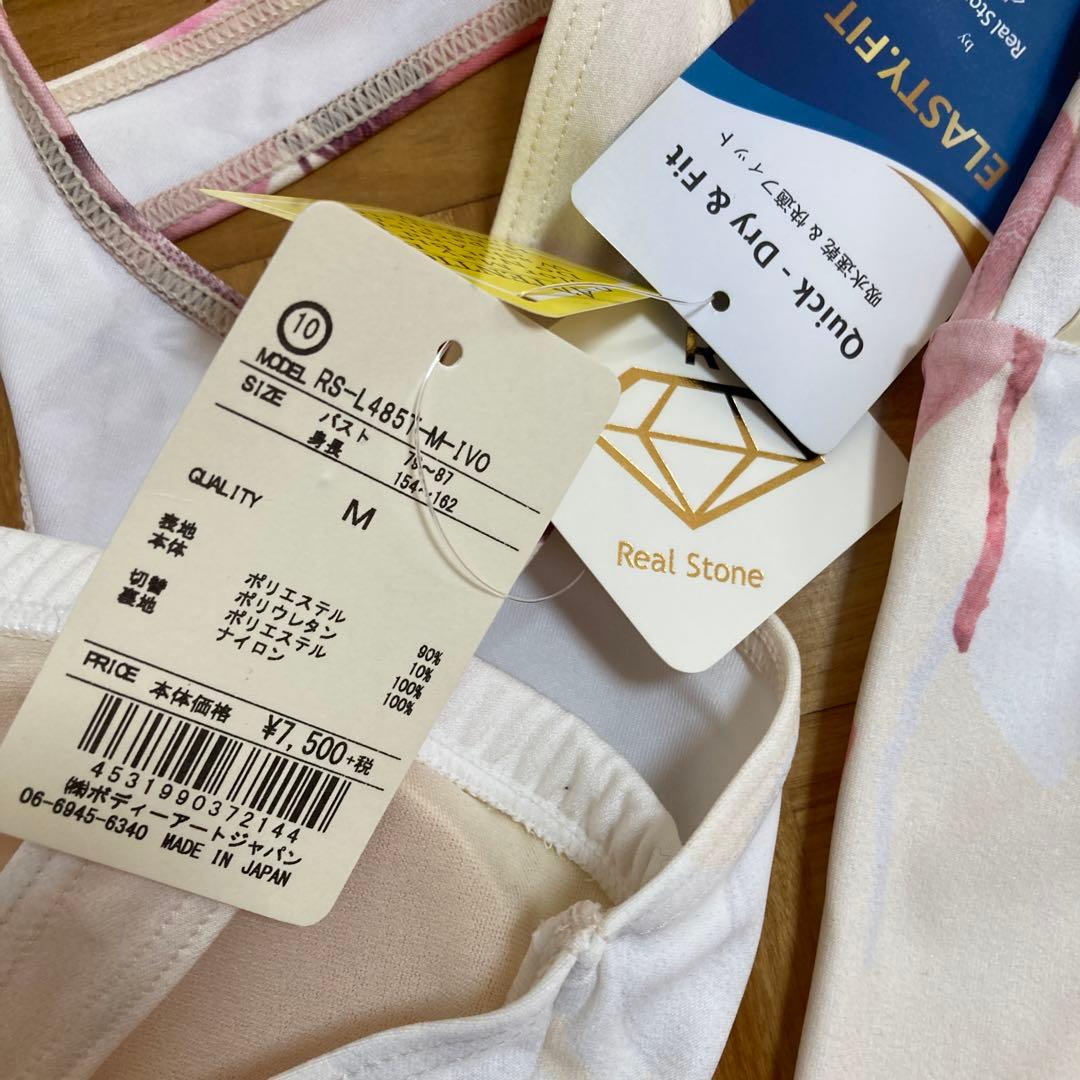 ⑩
MODEL RS-L485T-M-IVO
SIZE バスト 78~87
身長 154~162
M
QUALITY
表地
本体 ポリエステル 90%
ポリウレタン 10%
切替 ポリエステル 100%
裏地 ナイロン 100%
PRICE 本体価格 ¥7,500+税
4531990372144
㈱ボディーアートジャパン
06-6945-6340 MADE IN JAPAN
ELASTY.FIT
by
Real Stone
Quick - Dry & Fit
吸水速乾&快適フィット
Real Stone